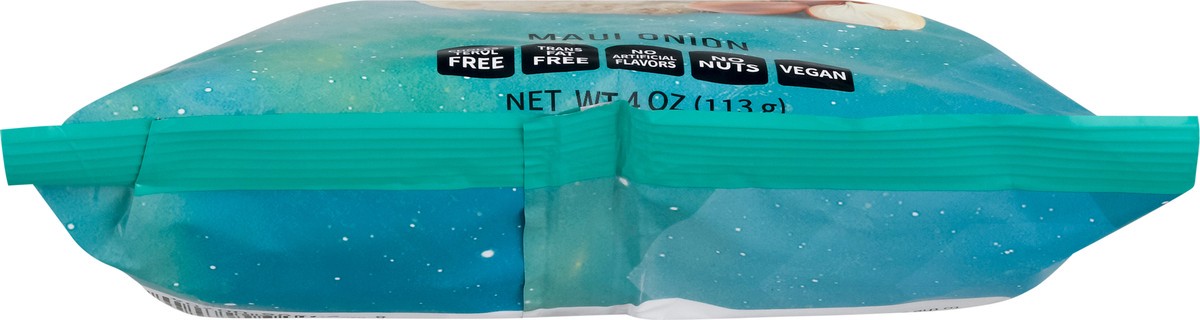 MAUI ONION
FREE
TRANS
FAT
FREE
NO
ARTIFICIAL
FLAVORS
NO
NUTS
VEGAN
NET WT 4 OZ (113 g)